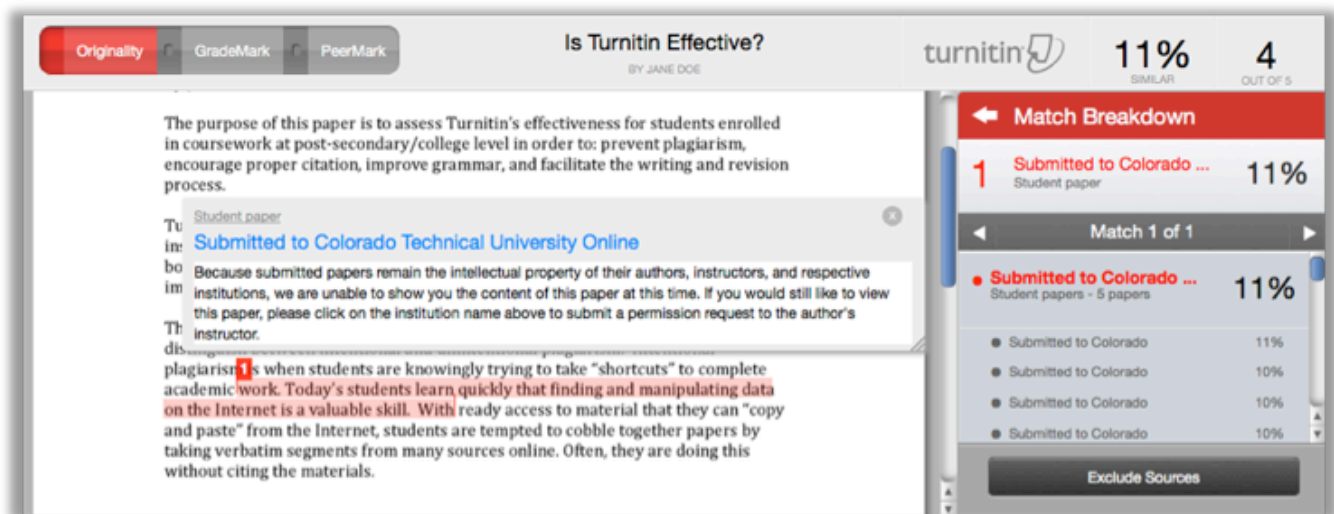 Originality GradeMark PeerMark
Is Turnitin Effective?
BY JANE DOE
turnitin
11%
SIMILAR
4
OUT OF 5
The purpose of this paper is to assess Turnitin's effectiveness for students enrolled
in coursework at post-secondary/college level in order to: prevent plagiarism,
encourage proper citation, improve grammar, and facilitate the writing and revision
process.
Student paper
Submitted to Colorado Technical University Online
Because submitted papers remain the intellectual property of their authors, instructors, and respective
institutions, we are unable to show you the content of this paper at this time. If you would still like to view
this paper, please click on the institution name above to submit a permission request to the author's
instructor.
plagiarism 1 s when students are knowingly trying to take "shortcuts" to complete
academic work. Today's students learn quickly that finding and manipulating data
on the Internet is a valuable skill. With ready access to material that they can "copy
and paste" from the Internet, students are tempted to cobble together papers by
taking verbatim segments from many sources online. Often, they are doing this
without citing the materials.
Match Breakdown
1 Submitted to Colorado ... 11%
Student paper
Match 1 of 1
Submitted to Colorado ... 11%
Student papers - 5 papers
Submitted to Colorado 11%
Submitted to Colorado 10%
Submitted to Colorado 10%
Submitted to Colorado 10%
Exclude Sources